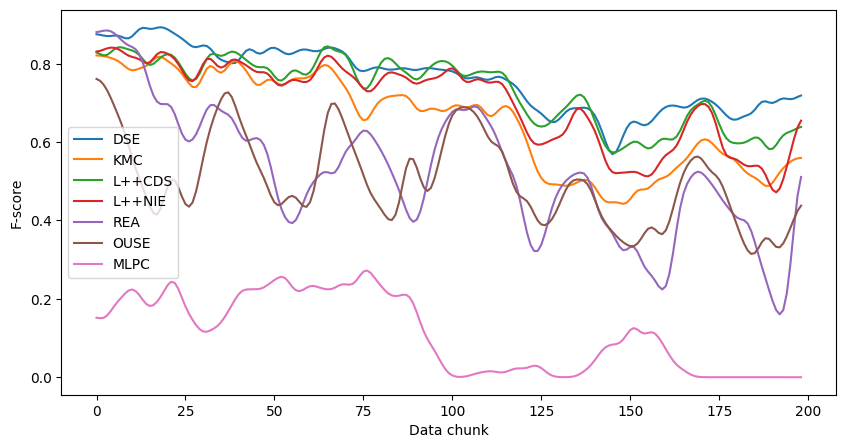 0.8
0.6
0.4
0.2
0.0
F-score
DSE
KMC
L++CDS
L++NIE
REA
OUSE
MLPC
0 25 50 75 100 125 150 175 200
Data chunk